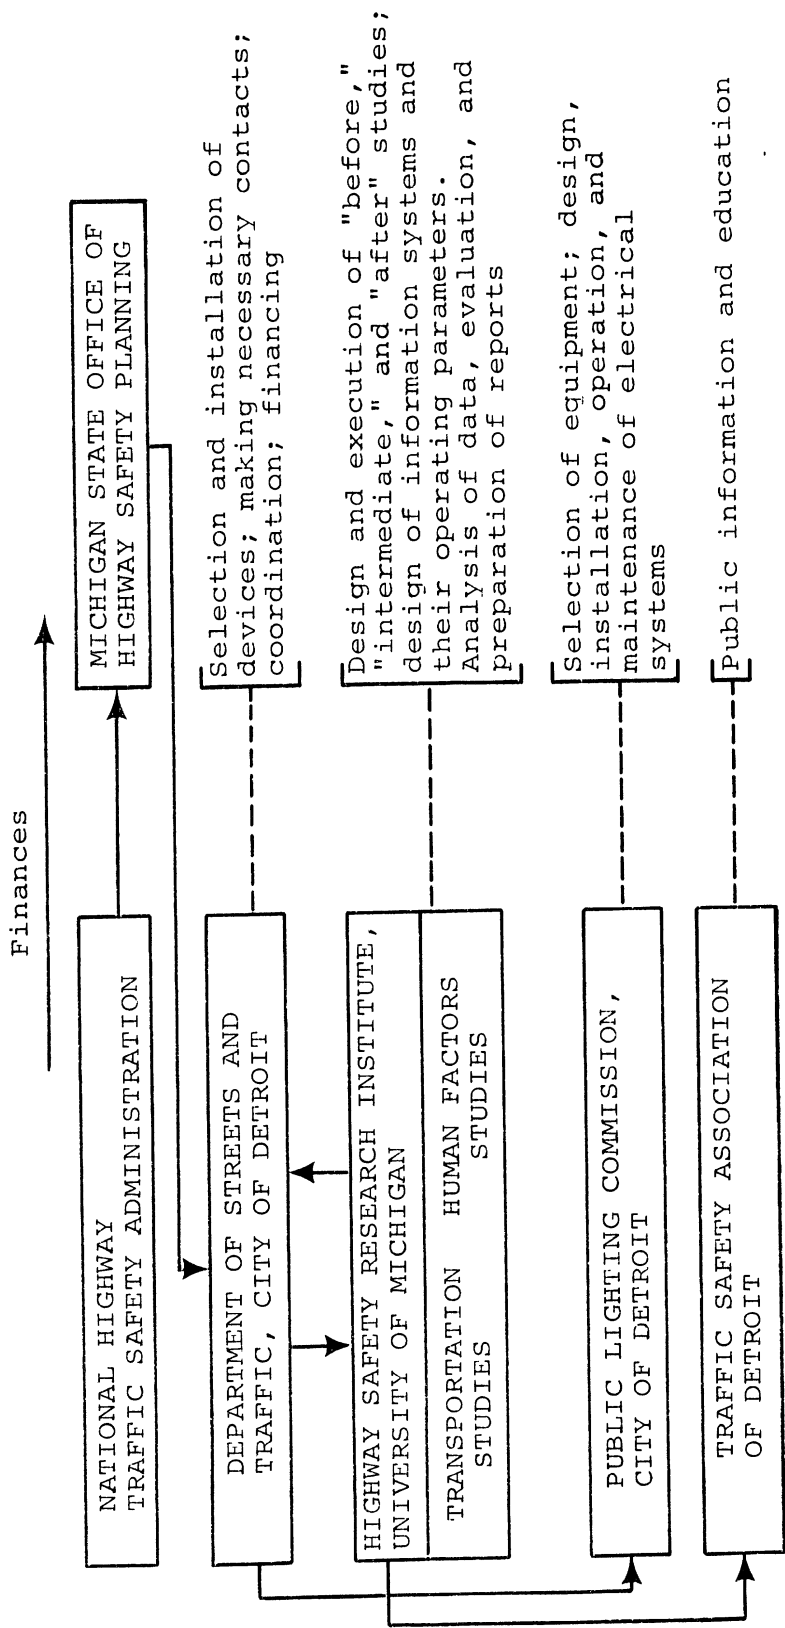 Finances
NATIONAL HIGHWAY
TRAFFIC SAFETY ADMINISTRATION
MICHIGAN STATE OFFICE OF
HIGHWAY SAFETY PLANNING
DEPARTMENT OF STREETS AND
TRAFFIC, CITY OF DETROIT
Selection and installation of
devices; making necessary contacts;
coordination; financing
HIGHWAY SAFETY RESEARCH INSTITUTE,
UNIVERSITY OF MICHIGAN
TRANSPORTATION
STUDIES
HUMAN FACTORS
STUDIES
Design and execution of "before,"
"intermediate," and "after" studies;
design of information systems and
their operating parameters.
Analysis of data, evaluation, and
preparation of reports
PUBLIC LIGHTING COMMISSION,
CITY OF DETROIT
Selection of equipment; design,
installation, operation, and
maintenance of electrical
systems
TRAFFIC SAFETY ASSOCIATION
OF DETROIT
Public information and education